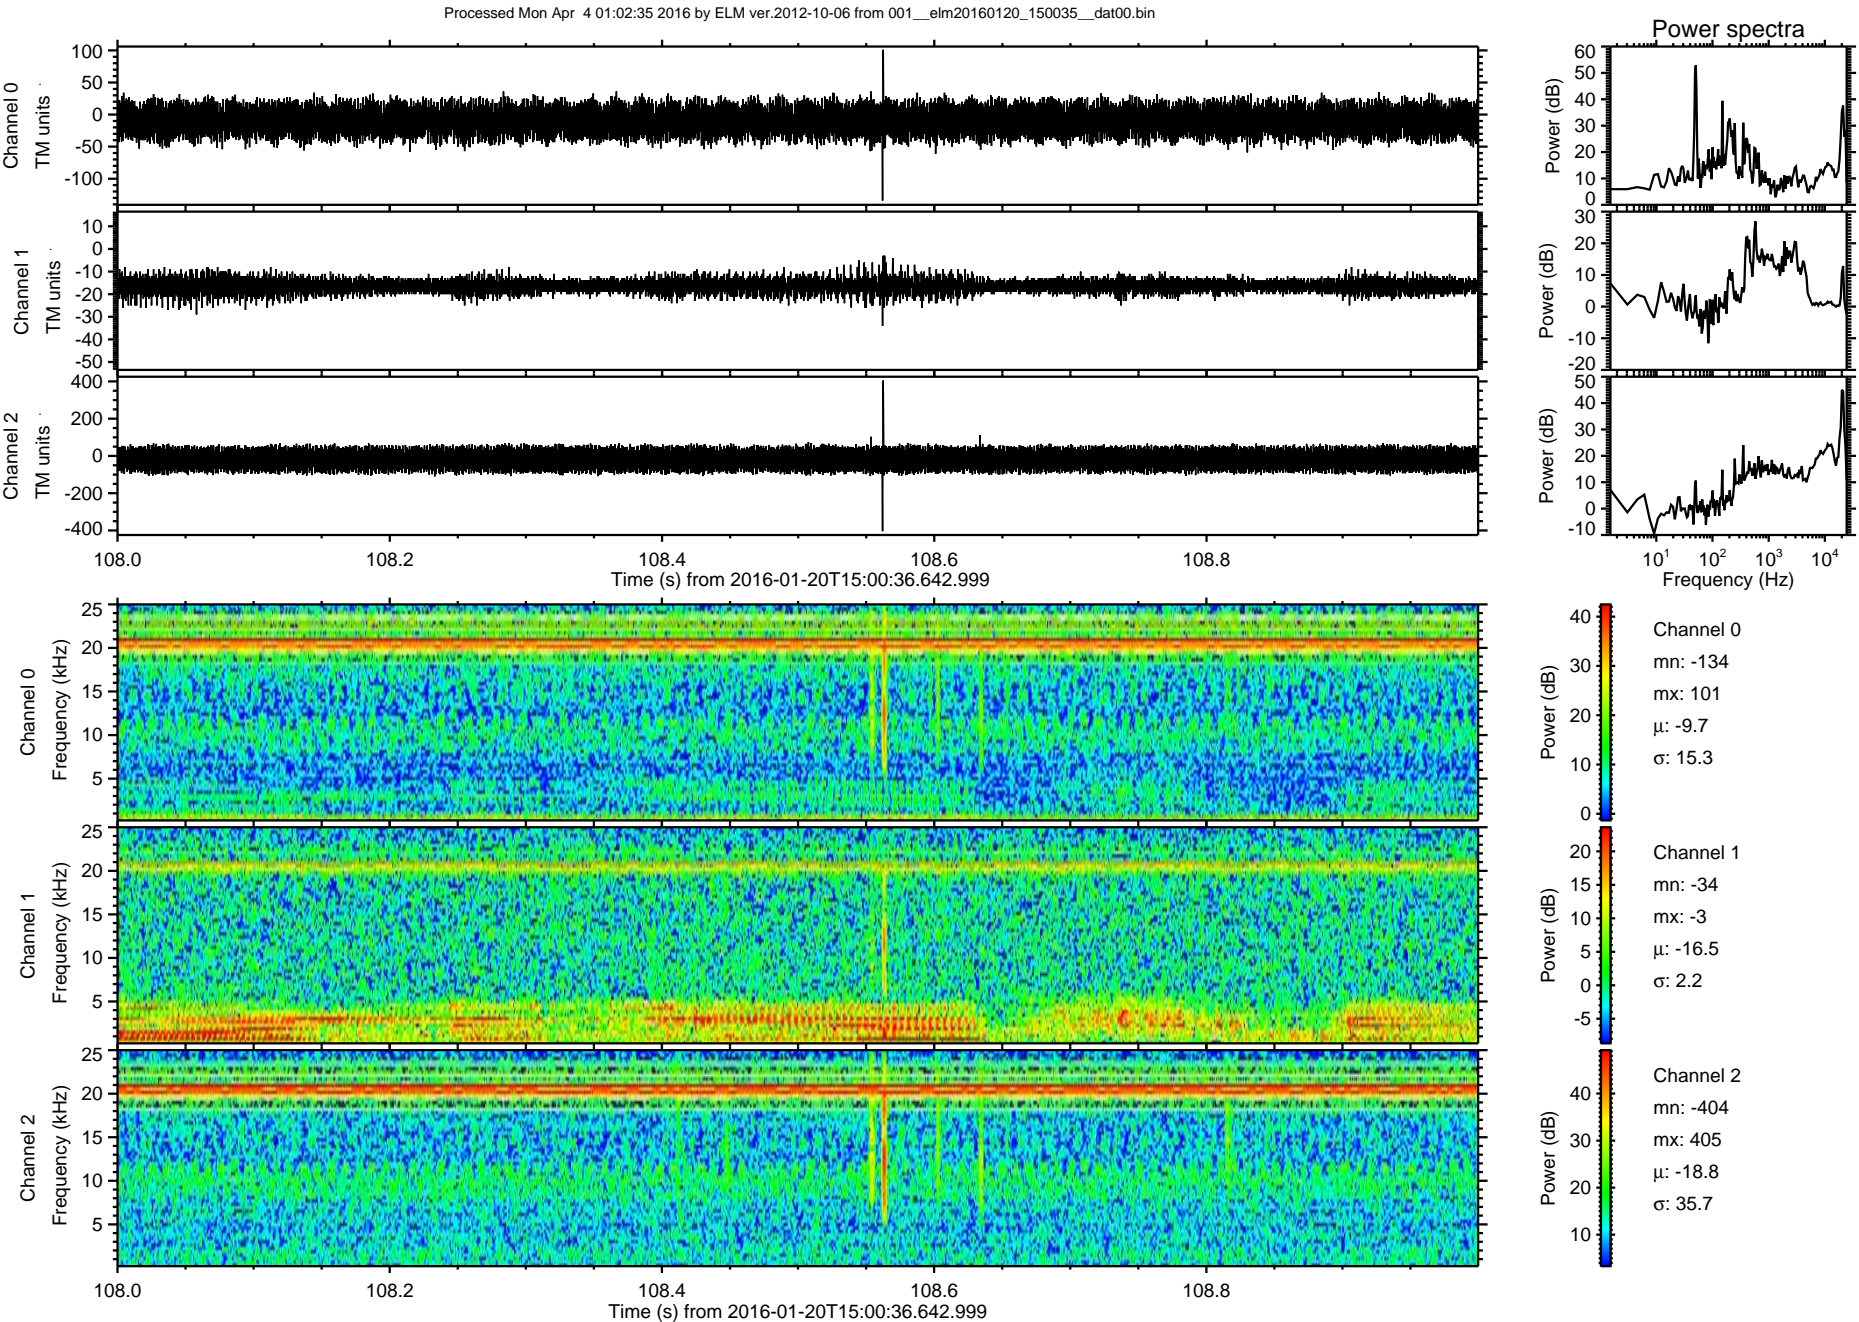 Processed Mon Apr  4 01:02:35 2016 by ELM ver.2012-10-06 from 001__elm20160120_150035__dat00.bin
Power spectra
Channel 0
TM units
100
50
0
-50
-100
Power (dB)
60
50
40
30
20
10
0
Channel 1
TM units
10
0
-10
-20
-30
-40
-50
Power (dB)
30
20
10
0
-10
-20
Channel 2
TM units
400
200
0
-200
-400
Power (dB)
50
40
30
20
10
0
-10
108.0 108.2 108.4 108.6 108.8
Time (s) from 2016-01-20T15:00:36.642.999
10^1 10^2 10^3 10^4
Frequency (Hz)
Channel 0
Frequency (kHz)
25
20
15
10
5
Power (dB)
40
30
20
10
0
Channel 0
mn: -134
mx: 101
μ: -9.7
σ: 15.3
Channel 1
Frequency (kHz)
25
20
15
10
5
Power (dB)
20
15
10
5
0
-5
Channel 1
mn: -34
mx: -3
μ: -16.5
σ: 2.2
Channel 2
Frequency (kHz)
25
20
15
10
5
Power (dB)
40
30
20
10
Channel 2
mn: -404
mx: 405
μ: -18.8
σ: 35.7
108.0 108.2 108.4 108.6 108.8
Time (s) from 2016-01-20T15:00:36.642.999